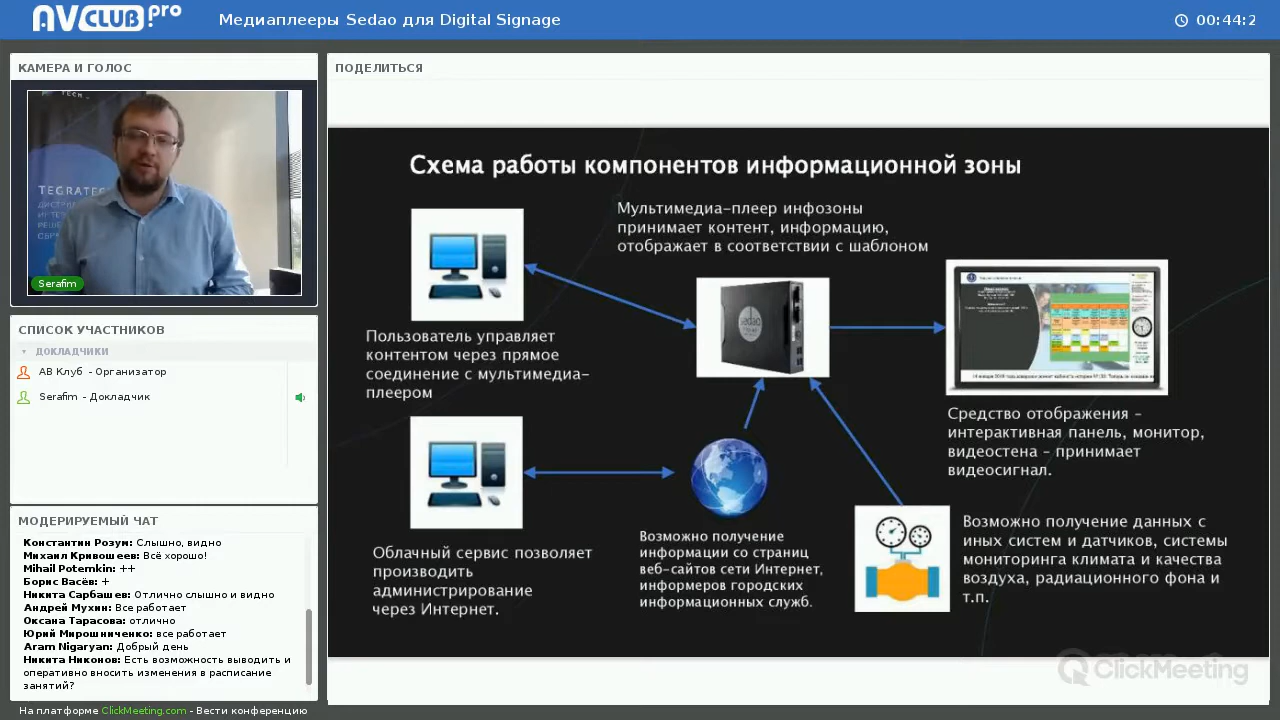 AVCLUB.pro
Медиаплееры Sedao для Digital Signage
00:44:2
КАМЕРА И ГОЛОС
TEGRATE
Serafim
СПИСОК УЧАСТНИКОВ
ДОКЛАДЧИКИ
АВ Клуб - Организатор
Serafim - Докладчик
МОДЕРИРУЕМЫЙ ЧАТ
Константин Розум: Слышно, видно
Михаил Кривошеев: Всё хорошо!
Mihail Potemkin: ++
Борис Васёв: +
Никита Сарбашев: Отлично слышно и видно
Андрей Мухин: Все работает
Оксана Тарасова: отлично
Юрий Мирошниченко: все работает
Aram Nigaryan: Добрый день
Никита Никонов: Есть возможность выводить и
оперативно вносить изменения в расписание
занятий?
На платформе ClickMeeting.com - Вести конференцию
ПОДЕЛИТЬСЯ
Схема работы компонентов информационной зоны
Мультимедиа-плеер инфозоны
принимает контент, информацию,
отображает в соответствии с шаблоном
sedao
Пользователь управляет
контентом через прямое
соединение с мультимедиа-
плеером
Средство отображения -
интерактивная панель, монитор,
видеостена - принимает
видеосигнал.
Облачный сервис позволяет
производить
администрирование
через Интернет.
Возможно получение
информации со страниц
веб-сайтов сети Интернет,
информеров городских
информационных служб.
Возможно получение данных с
иных систем и датчиков, системы
мониторинга климата и качества
воздуха, радиационного фона и
т.п.
ClickMeeting